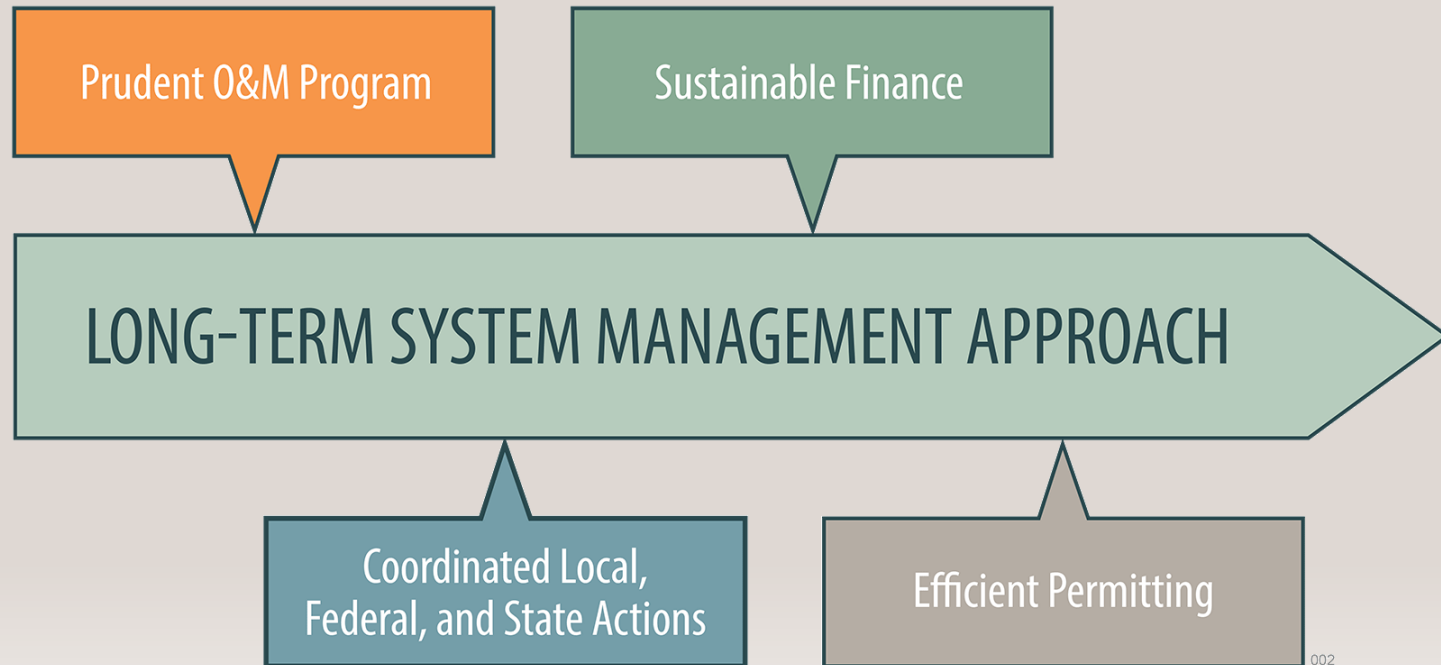 Prudent O&M Program
Sustainable Finance
LONG-TERM SYSTEM MANAGEMENT APPROACH
Coordinated Local,
Federal, and State Actions
Efficient Permitting
002